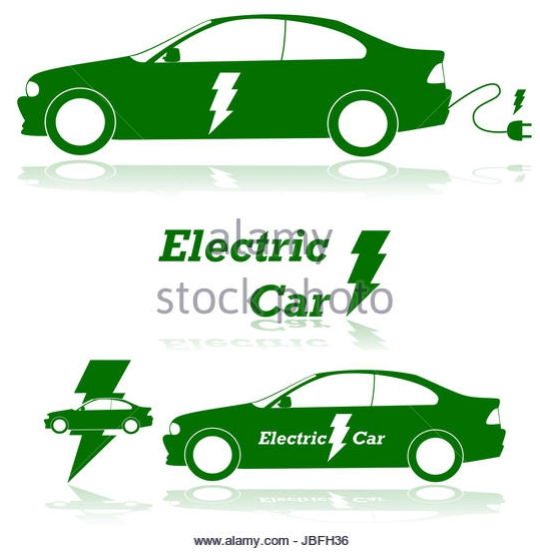 Electric
Car
alamy
stock photo
Electric Car
www.alamy.com - JBFH36